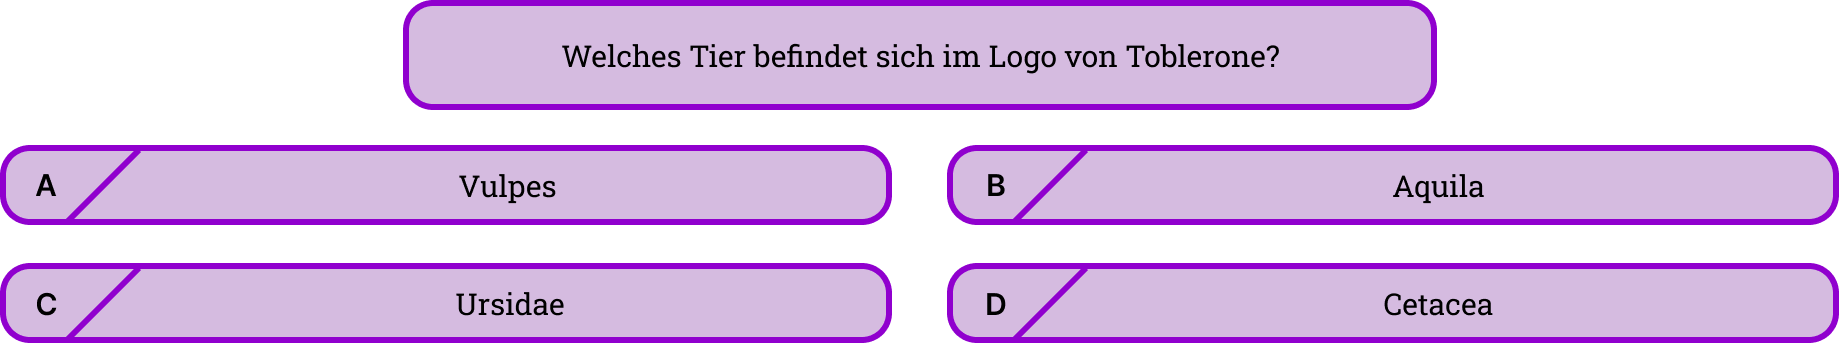 Welches Tier befindet sich im Logo von Toblerone?
A Vulpes
B Aquila
C Ursidae
D Cetacea